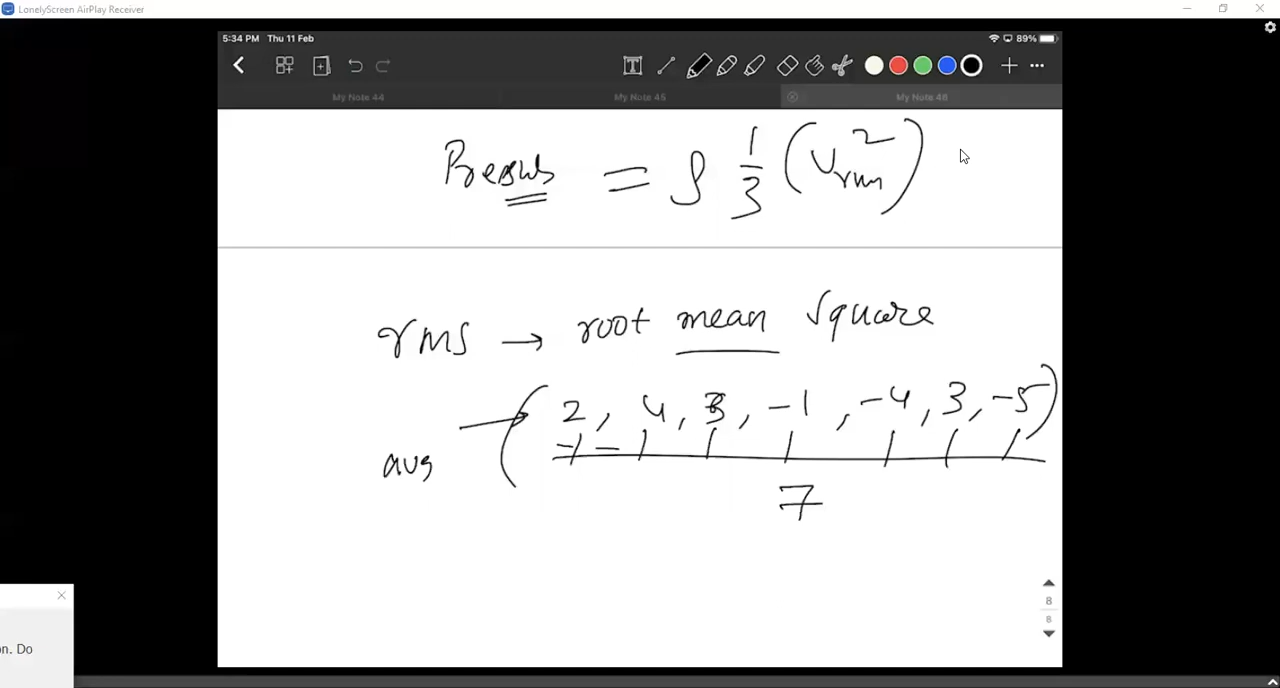 LonelyScreen AirPlay Receiver
5:34 PM Thu 11 Feb
89%
My Note 44
My Note 45
My Note 46
= ρ 1/3 (Vrms²)
rms → root mean square
avg → (2, 4, 3, -1, -4, 3, -5)
7
8
8
on. Do